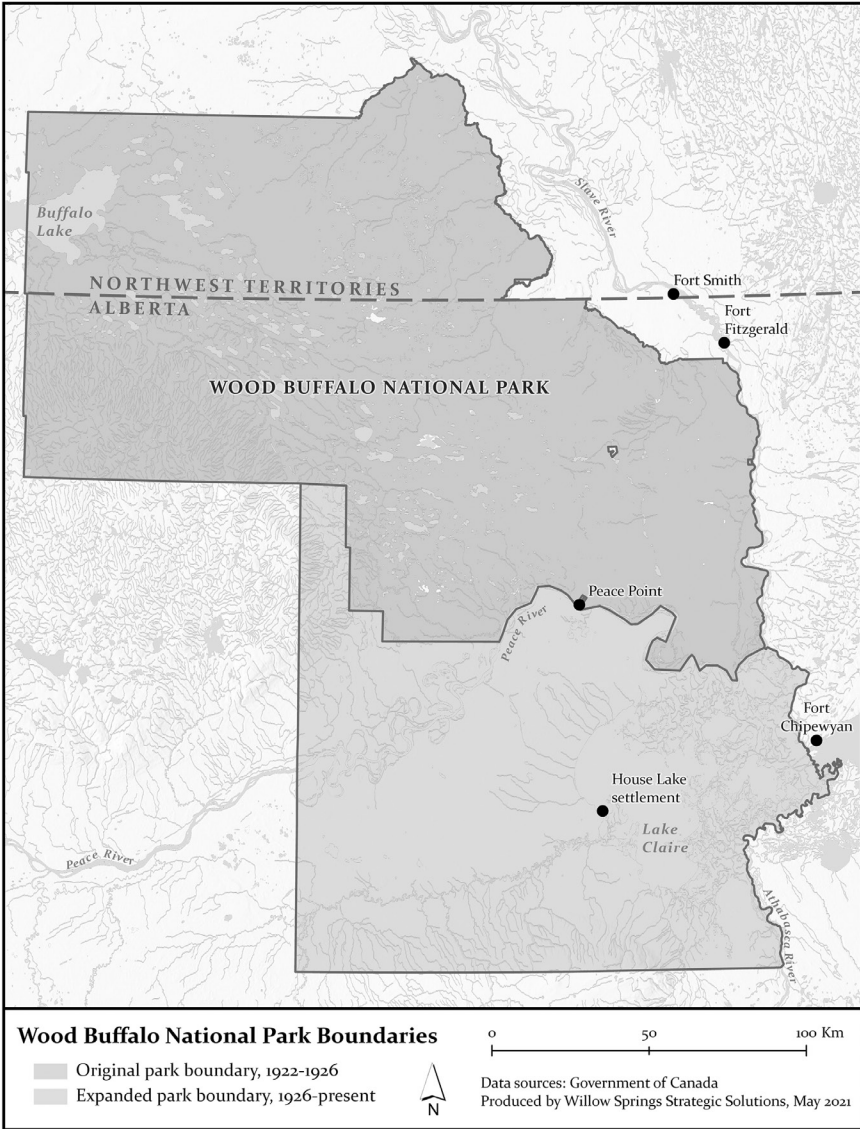 Buffalo
Lake
Slave River
NORTHWEST TERRITORIES
ALBERTA
Fort Smith
Fort
Fitzgerald
WOOD BUFFALO NATIONAL PARK
Peace Point
Peace River
Fort
Chipewyan
House Lake
settlement
Lake
Claire
Peace River
Athabasca River
Wood Buffalo National Park Boundaries
Original park boundary, 1922-1926
Expanded park boundary, 1926-present
N
0 50 100 Km
Data sources: Government of Canada
Produced by Willow Springs Strategic Solutions, May 2021